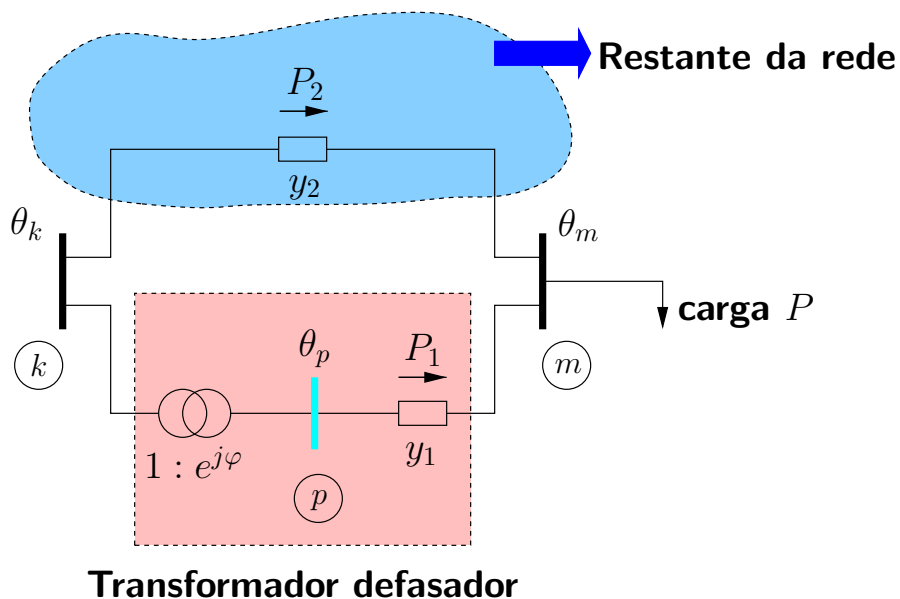 Restante da rede
P₂
y₂
θₖ
θₘ
carga P
k
m
θₚ
P₁
1 : e^{jφ}
y₁
p
Transformador defasador